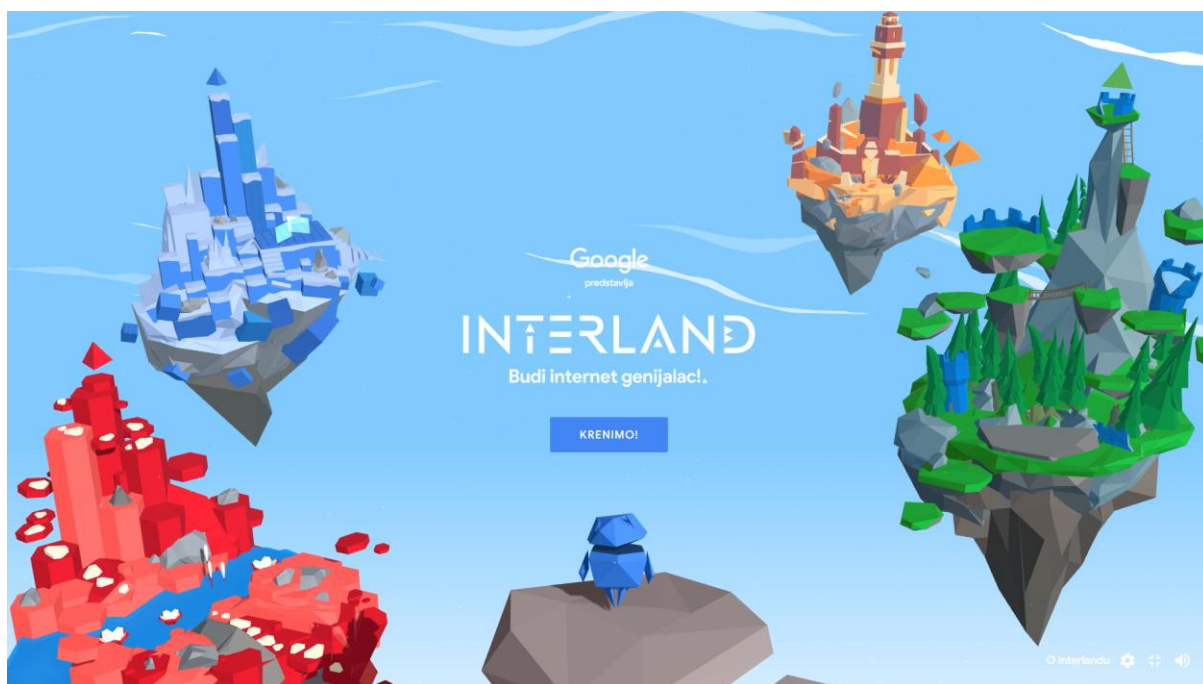 Google
predstavlja
INTERLAND
Budi internet genijalac!.
KRENIMO!
O Interlandu